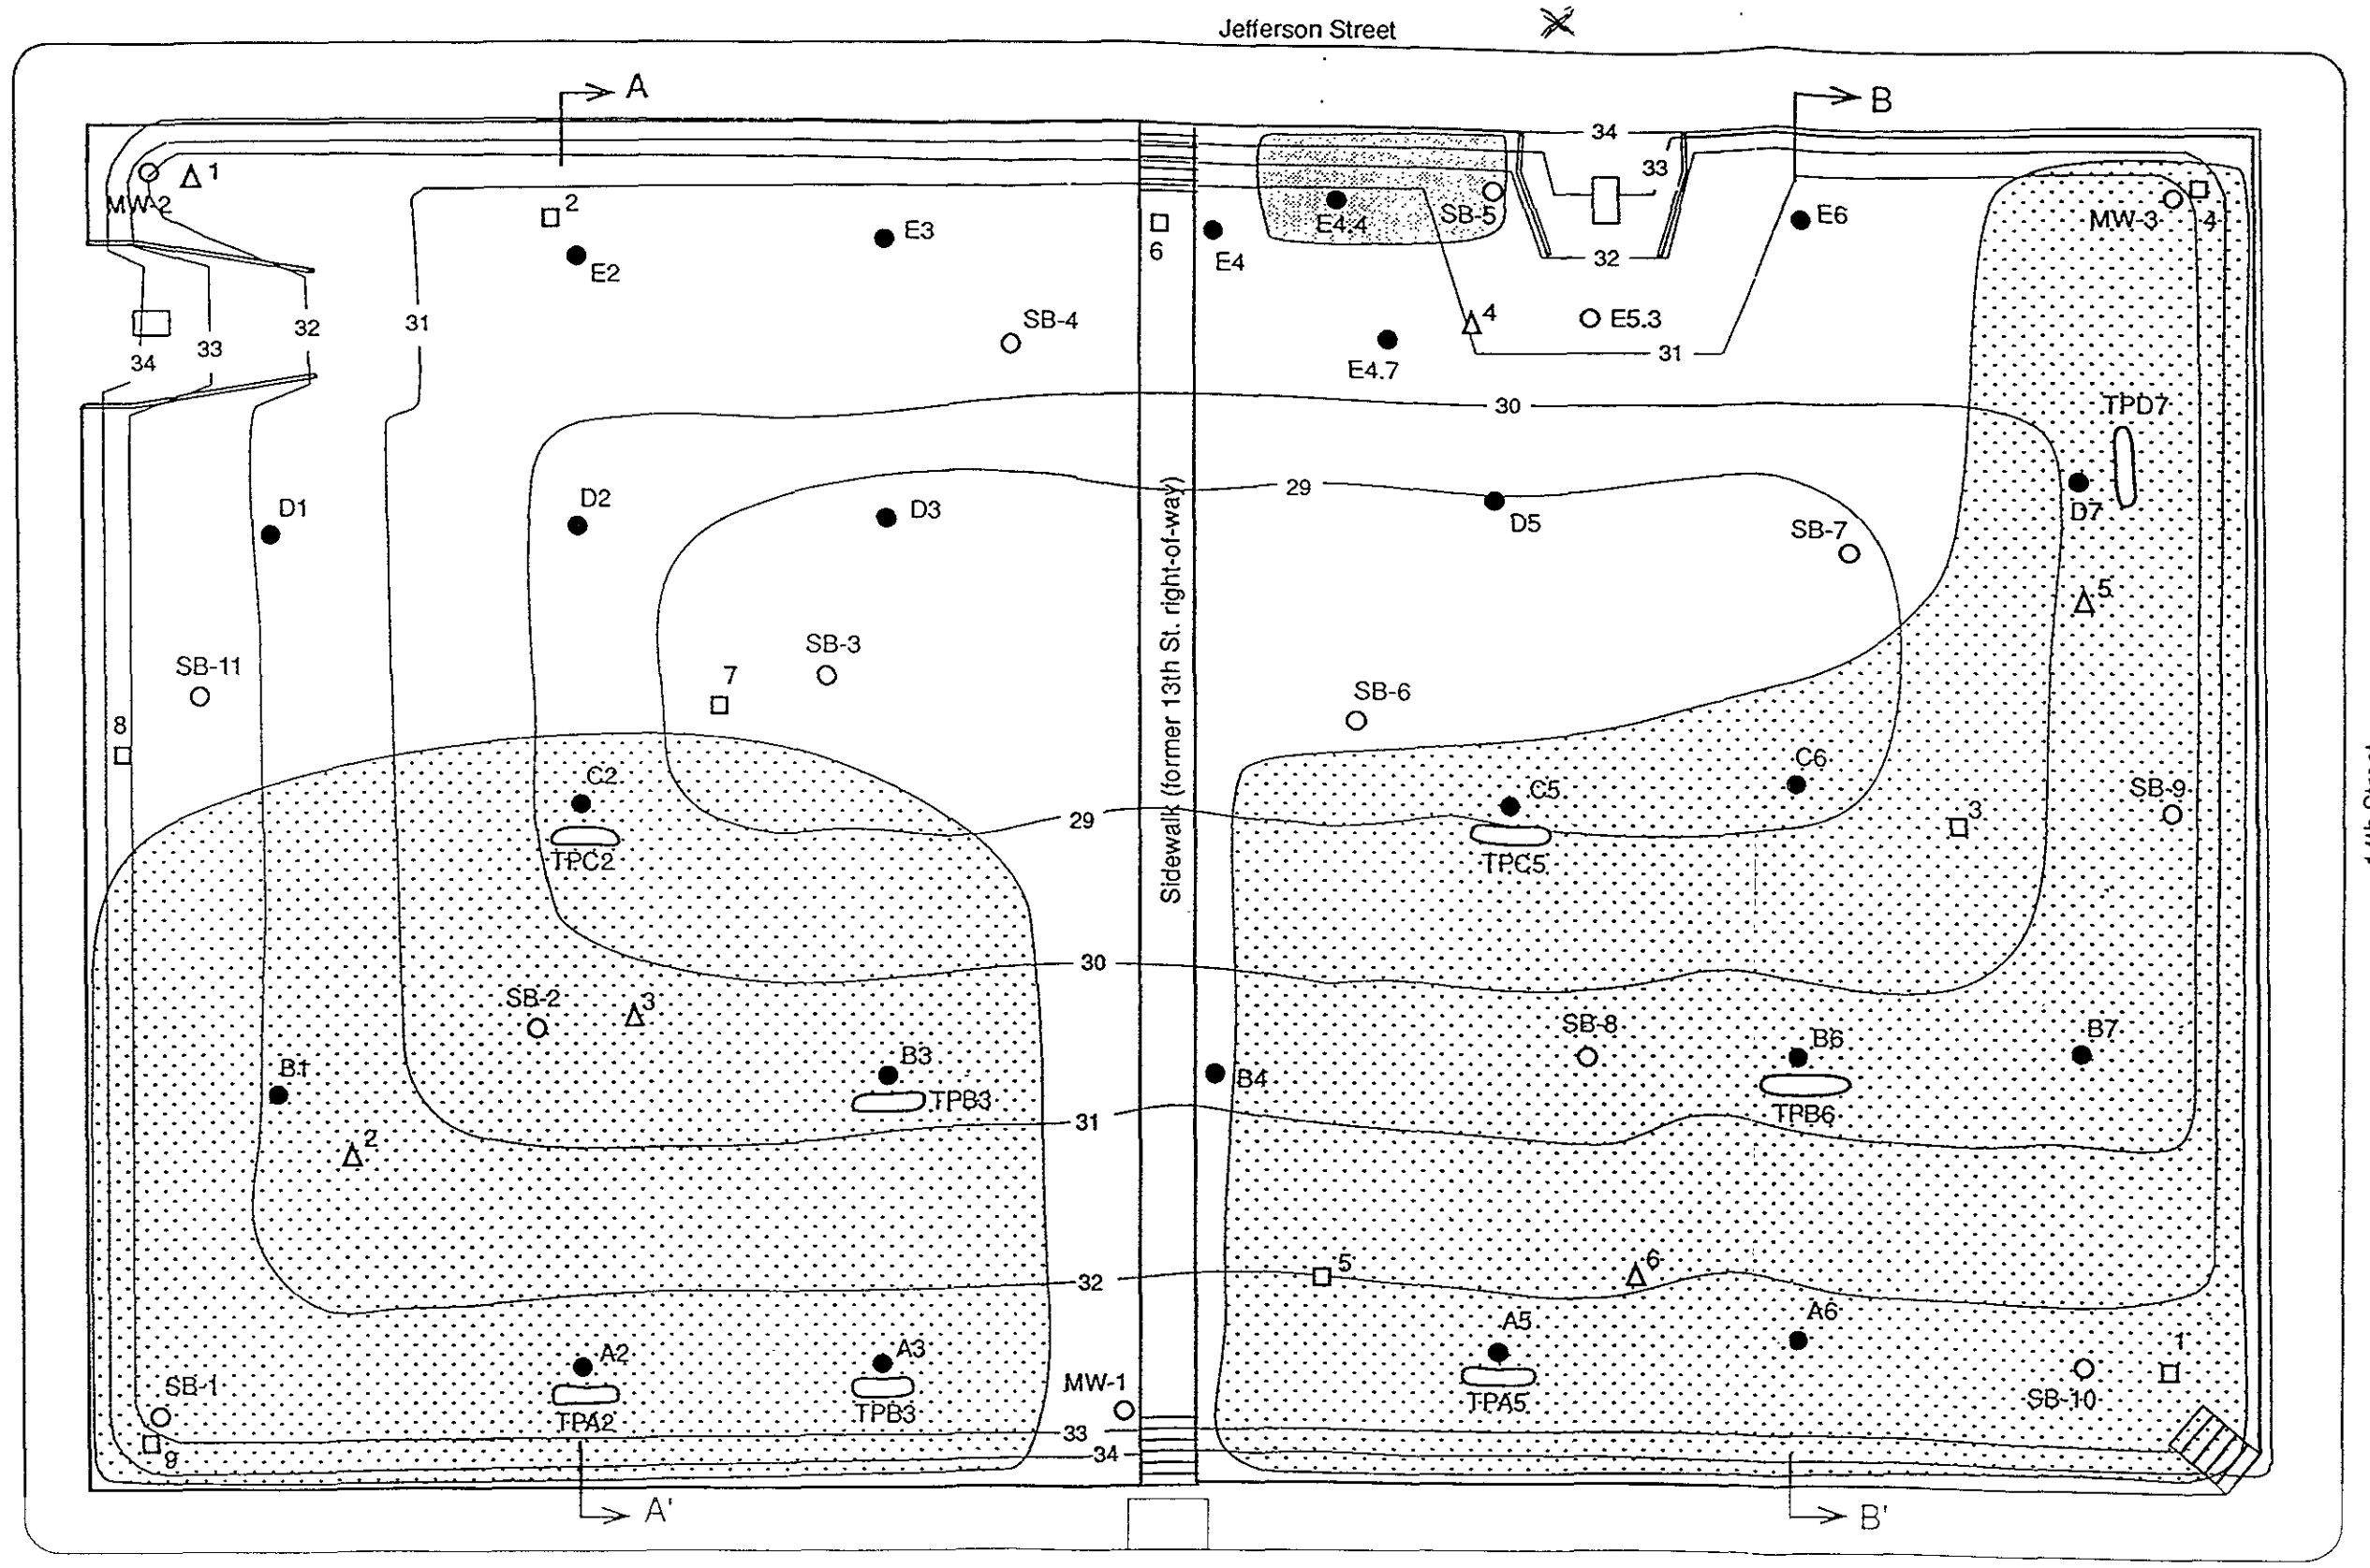 Jefferson Street
A
B
34
1
MW-2
2
33
4
E3
E4.4
SB-5
E6
MW-3
6
E4
E2
32
SB-4
4
E5.3
32
31
33
34
31
E4.7
30
TPD7
29
D1
D2
D3
D5
D7
SB-7
5
Sidewalk (former 13th St. right-of-way)
SB-3
SB-11
7
SB-6
8
C2
C6
C5
SB-9
3
29
TPC2
TPC5
30
SB-2
3
SB-8
B7
B6
B3
B1
B4
TPB3
TPB6
31
2
5
6
32
A6
A5
A3
A2
1
SB-1
MW-1
SB-10
TPA5
TPB3
TPA2
33
34
9
A'
B'